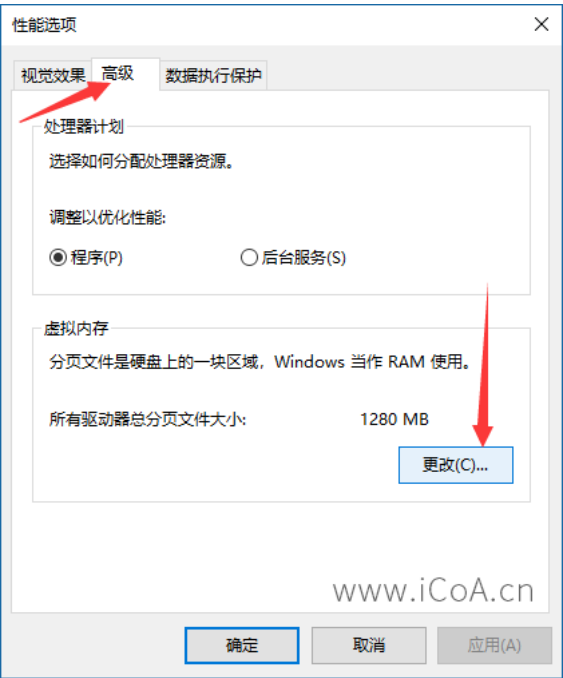 性能选项
视觉效果 高级 数据执行保护
处理器计划
选择如何分配处理器资源。
调整以优化性能:
程序(P) 后台服务(S)
虚拟内存
分页文件是硬盘上的一块区域，Windows 当作 RAM 使用。
所有驱动器总分页文件大小: 1280 MB
更改(C)...
www.iCoA.cn
确定 取消 应用(A)